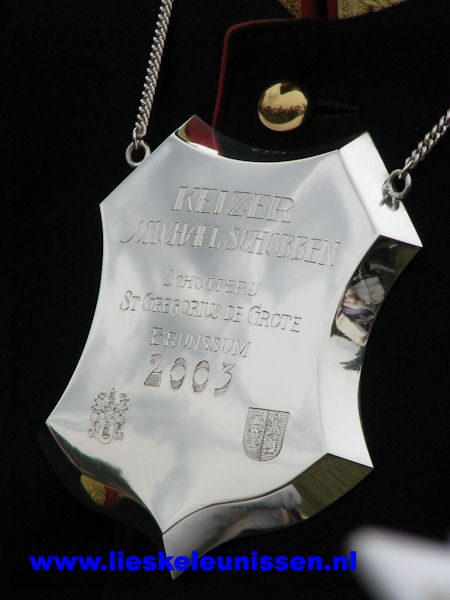 KEIZER
MICHAEL SCHOBBEN
SCHUTTERIJ
ST GREGORIUS DE GROTE
BRUNSSUM
2003
www.lieskeleunissen.nl